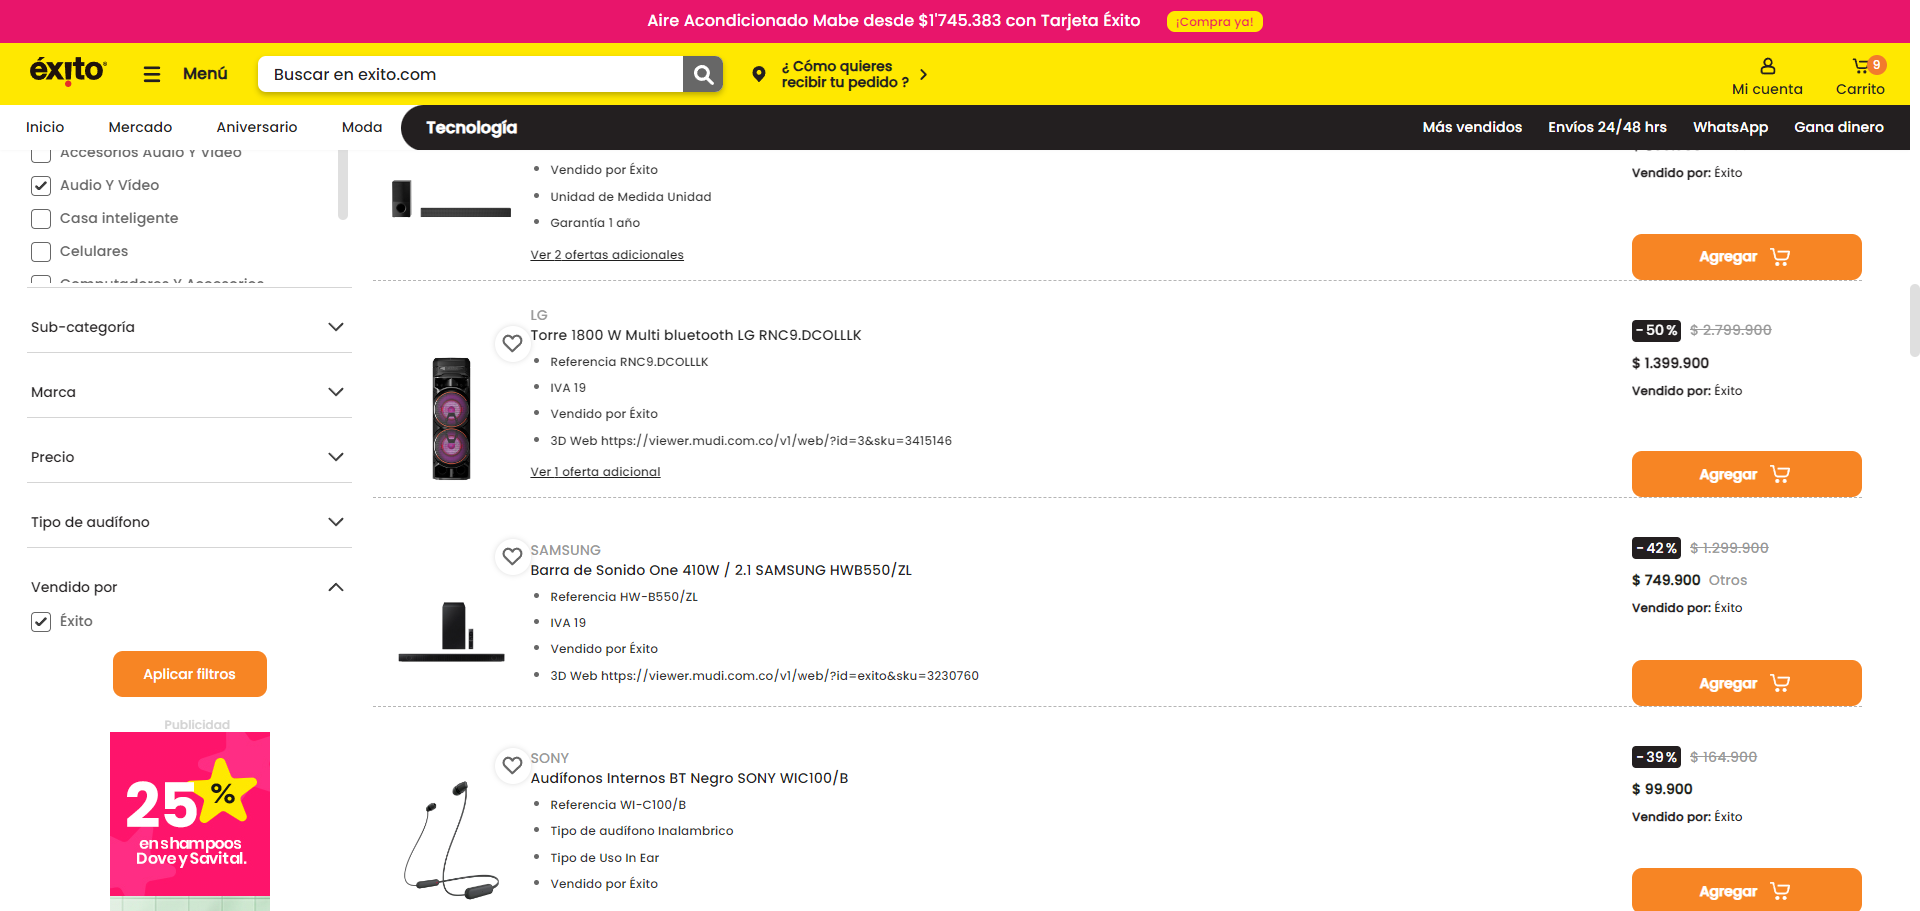 Aire Acondicionado Mabe desde $1'745.383 con Tarjeta Éxito ¡Compra ya!
éxito
Menú
Buscar en exito.com
¿ Cómo quieres
recibir tu pedido ?
Mi cuenta
9
Carrito
Inicio Mercado Aniversario Moda Tecnología Más vendidos Envíos 24/48 hrs WhatsApp Gana dinero
Accesorios Audio Y Video
Audio Y Vídeo
Casa inteligente
Celulares
Computadores Y Accesorios
Sub-categoría
Marca
Precio
Tipo de audífono
Vendido por
Éxito
Aplicar filtros
Publicidad
25%
en shampoos
Dove y Savital.
Vendido por Éxito
Unidad de Medida Unidad
Garantía 1 año
Ver 2 ofertas adicionales
Vendido por: Éxito
Agregar
LG
Torre 1800 W Multi bluetooth LG RNC9.DCOLLLK
Referencia RNC9.DCOLLLK
IVA 19
Vendido por Éxito
3D Web https://viewer.mudi.com.co/v1/web/?id=3&sku=3415146
Ver 1 oferta adicional
-50% $ 2.799.900
$ 1.399.900
Vendido por: Éxito
Agregar
SAMSUNG
Barra de Sonido One 410W / 2.1 SAMSUNG HWB550/ZL
Referencia HW-B550/ZL
IVA 19
Vendido por Éxito
3D Web https://viewer.mudi.com.co/v1/web/?id=exito&sku=3230760
-42% $ 1.299.900
$ 749.900 Otros
Vendido por: Éxito
Agregar
SONY
Audífonos Internos BT Negro SONY WIC100/B
Referencia WI-C100/B
Tipo de audífono Inalambrico
Tipo de Uso In Ear
Vendido por Éxito
-39% $ 164.900
$ 99.900
Vendido por: Éxito
Agregar